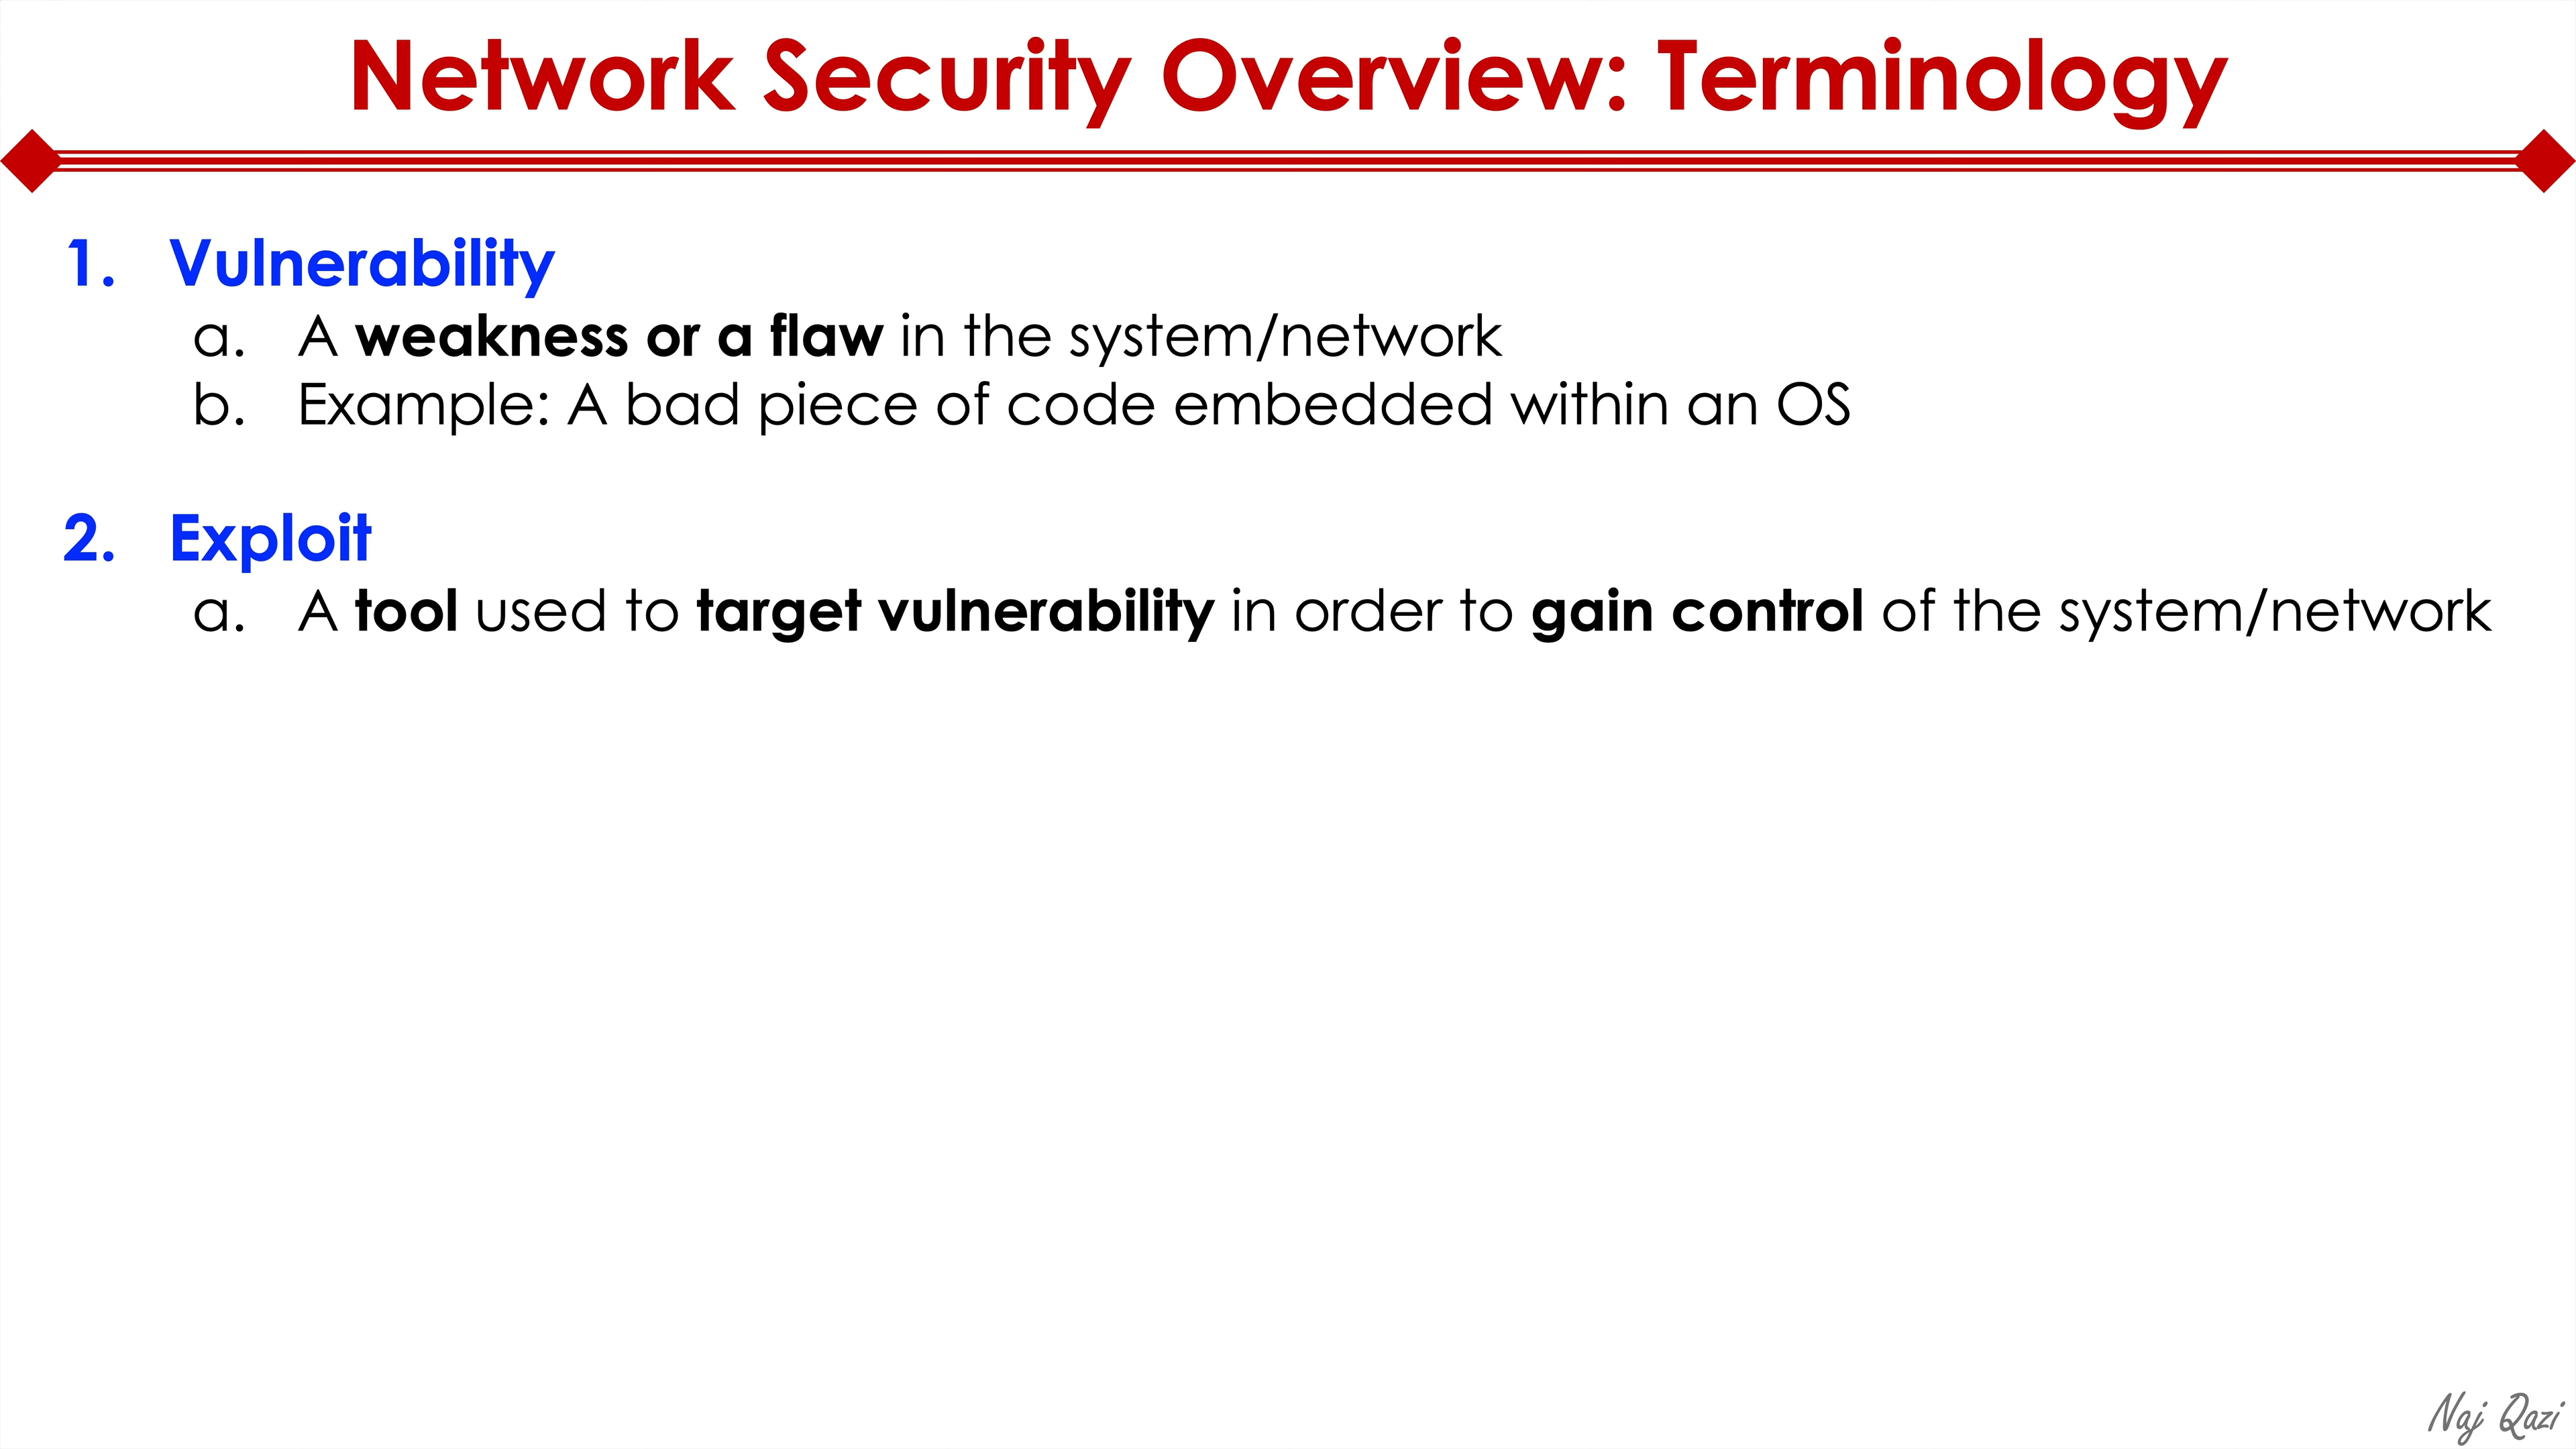 Network Security Overview: Terminology
1. Vulnerability
a. A weakness or a flaw in the system/network
b. Example: A bad piece of code embedded within an OS
2. Exploit
a. A tool used to target vulnerability in order to gain control of the system/network
Naj Qazi